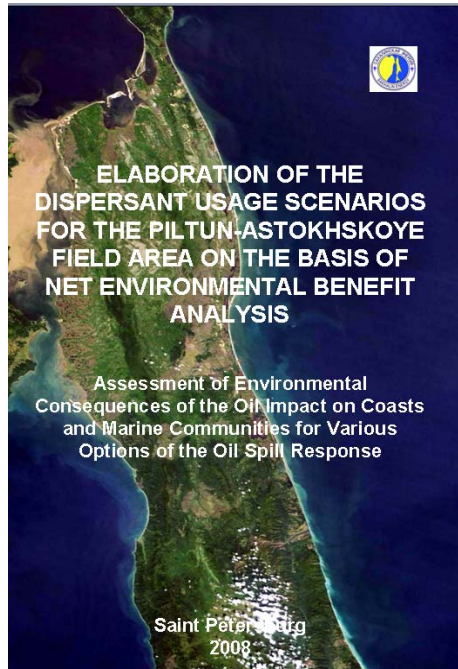 ELABORATION OF THE
DISPERSANT USAGE SCENARIOS
FOR THE PILTUN-ASTOKHSKOYE
FIELD AREA ON THE BASIS OF
NET ENVIRONMENTAL BENEFIT
ANALYSIS
Assessment of Environmental
Consequences of the Oil Impact on Coasts
and Marine Communities for Various
Options of the Oil Spill Response
Saint Petersburg
2008